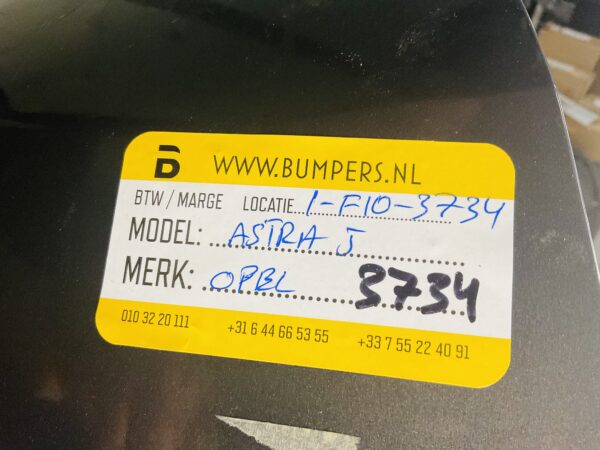 B WWW.BUMPERS.NL
BTW / MARGE LOCATIE 1-F10-3734
MODEL: ASTRA J
MERK: OPEL 3734
010 32 20 111 +31 6 44 66 53 55 +33 7 55 22 40 91